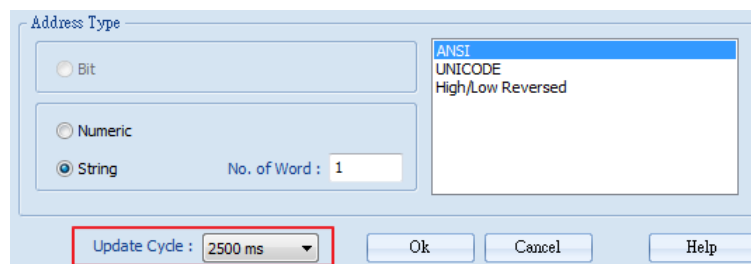 Address Type
Bit
ANSI
UNICODE
High/Low Reversed
Numeric
String No. of Word : 1
Update Cycle : 2500 ms Ok Cancel Help